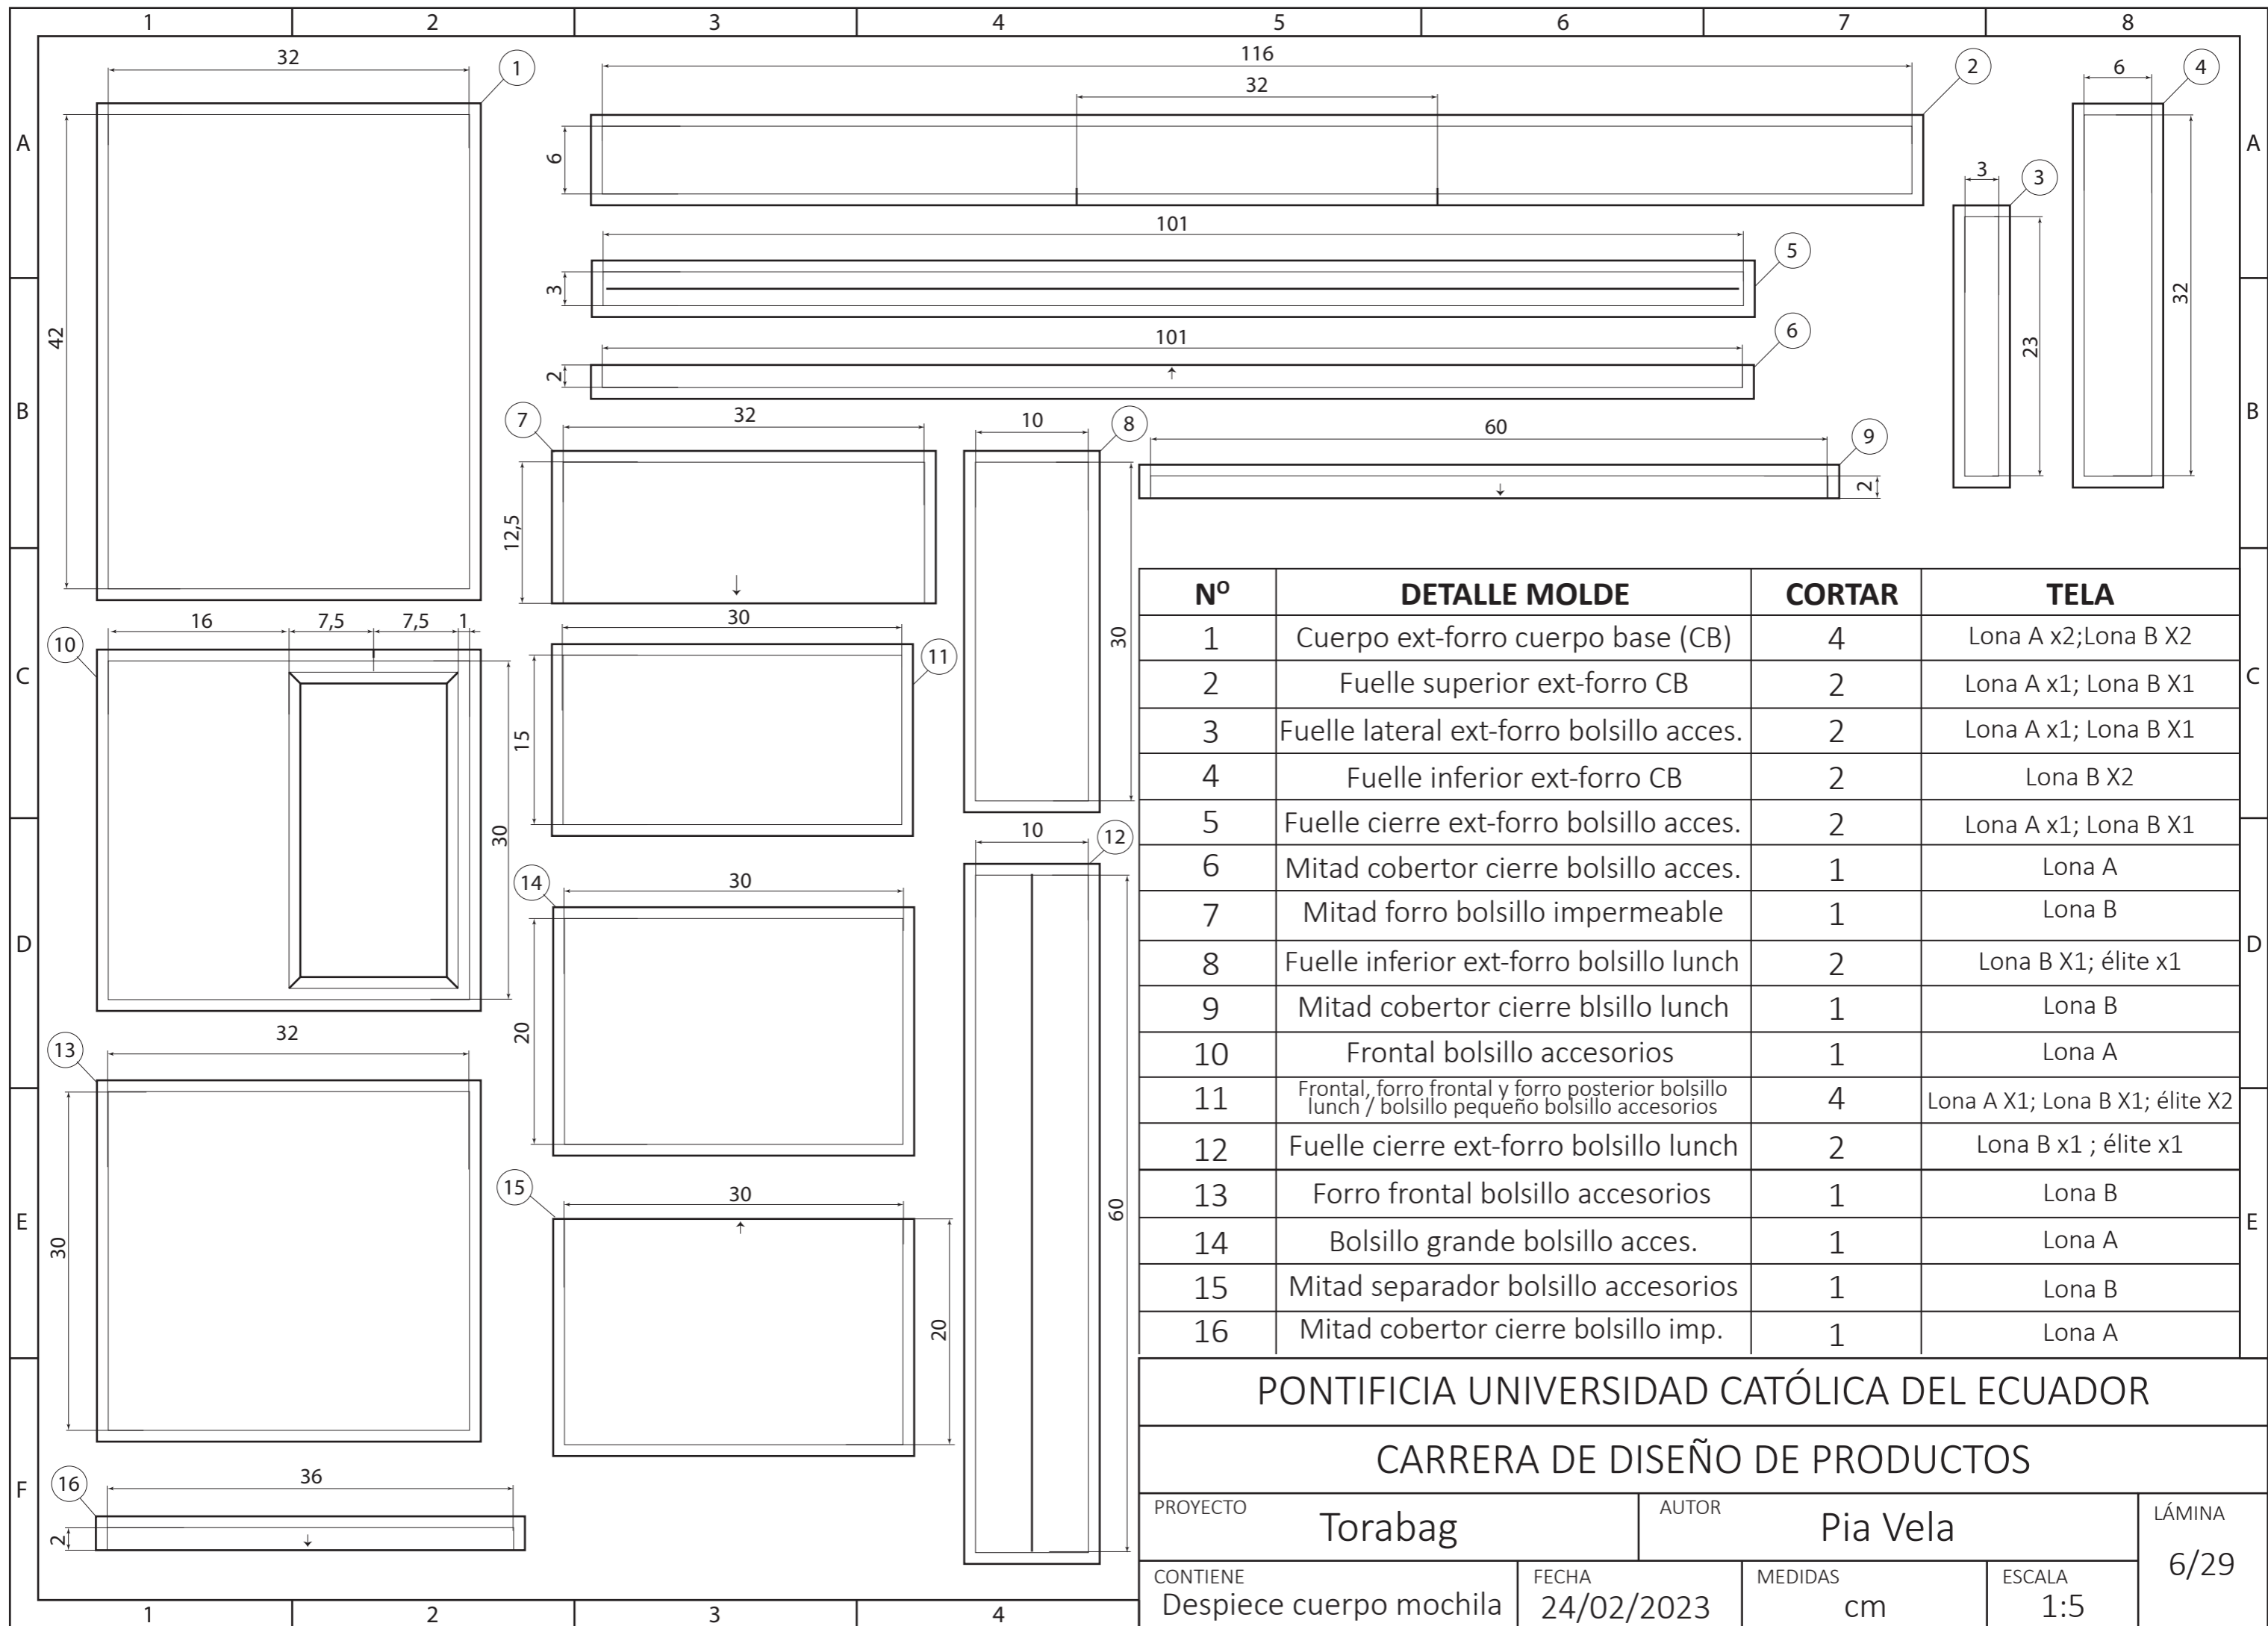 1 2 3 4 5 6 7 8
A
B
C
D
E
F
A
B
C
D
E
32
1
42
116
32
2
6
6
4
32
3
3
23
101
5
3
101
6
2
7
32
12,5
10
8
30
60
9
2
16 7,5 7,5 1
10
30
30
11
15
10
12
60
32
13
30
14
30
20
15
30
20
16
36
2
Nº DETALLE MOLDE CORTAR TELA
1 Cuerpo ext-forro cuerpo base (CB) 4 Lona A x2;Lona B X2
2 Fuelle superior ext-forro CB 2 Lona A x1; Lona B X1
3 Fuelle lateral ext-forro bolsillo acces. 2 Lona A x1; Lona B X1
4 Fuelle inferior ext-forro CB 2 Lona B X2
5 Fuelle cierre ext-forro bolsillo acces. 2 Lona A x1; Lona B X1
6 Mitad cobertor cierre bolsillo acces. 1 Lona A
7 Mitad forro bolsillo impermeable 1 Lona B
8 Fuelle inferior ext-forro bolsillo lunch 2 Lona B X1; élite x1
9 Mitad cobertor cierre blsillo lunch 1 Lona B
10 Frontal bolsillo accesorios 1 Lona A
11 Frontal, forro frontal y forro posterior bolsillo
lunch / bolsillo pequeño bolsillo accesorios 4 Lona A X1; Lona B X1; élite X2
12 Fuelle cierre ext-forro bolsillo lunch 2 Lona B x1 ; élite x1
13 Forro frontal bolsillo accesorios 1 Lona B
14 Bolsillo grande bolsillo acces. 1 Lona A
15 Mitad separador bolsillo accesorios 1 Lona B
16 Mitad cobertor cierre bolsillo imp. 1 Lona A
PONTIFICIA UNIVERSIDAD CATÓLICA DEL ECUADOR
CARRERA DE DISEÑO DE PRODUCTOS
PROYECTO
Torabag
AUTOR
Pia Vela
LÁMINA
6/29
CONTIENE
Despiece cuerpo mochila
FECHA
24/02/2023
MEDIDAS
cm
ESCALA
1:5
1 2 3 4